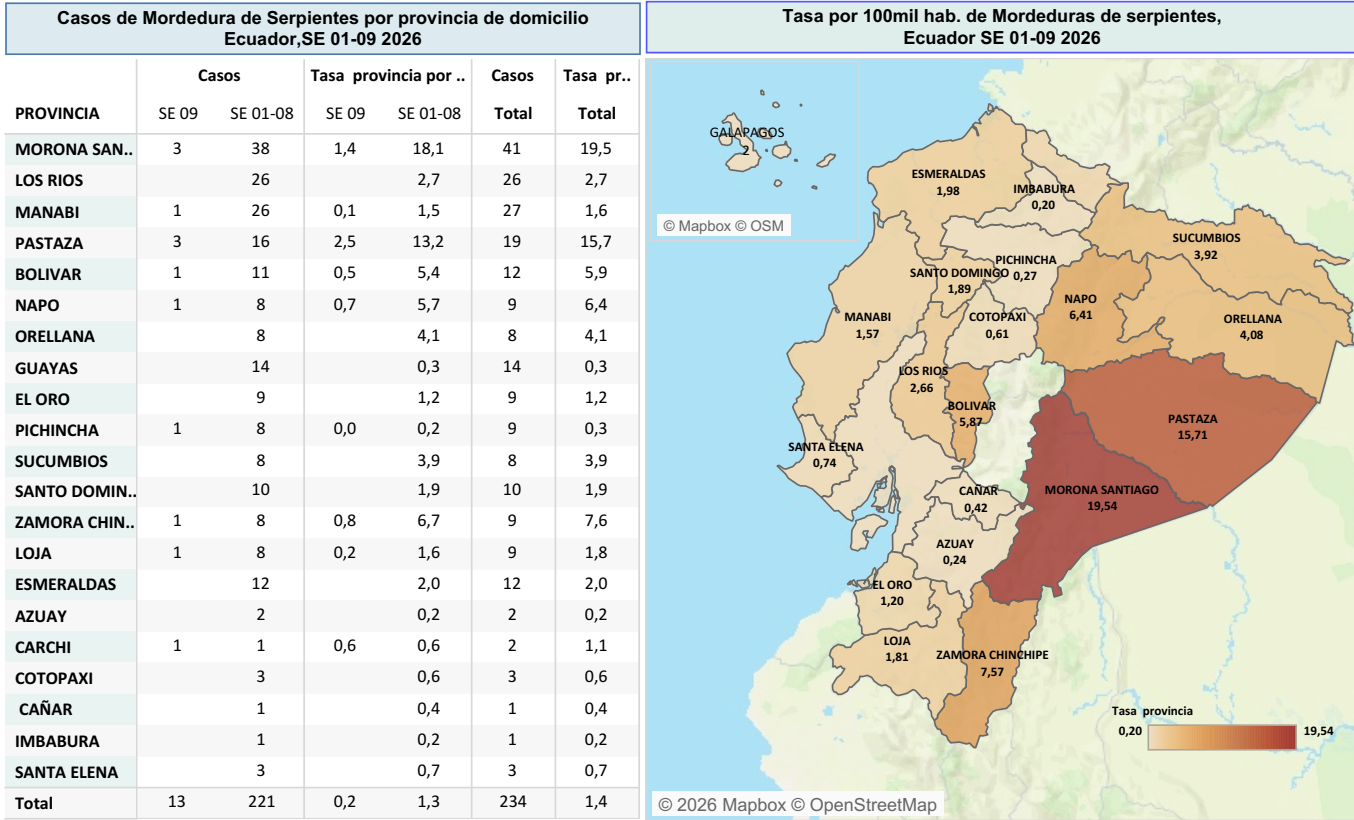 Casos de Mordedura de Serpientes por provincia de domicilio
Ecuador,SE 01-09 2026
Casos Tasa provincia por .. Casos Tasa pr..
PROVINCIA SE 09 SE 01-08 SE 09 SE 01-08 Total Total
MORONA SAN.. 3 38 1,4 18,1 41 19,5
LOS RIOS 26 2,7 26 2,7
MANABI 1 26 0,1 1,5 27 1,6
PASTAZA 3 16 2,5 13,2 19 15,7
BOLIVAR 1 11 0,5 5,4 12 5,9
NAPO 1 8 0,7 5,7 9 6,4
ORELLANA 8 4,1 8 4,1
GUAYAS 14 0,3 14 0,3
EL ORO 9 1,2 9 1,2
PICHINCHA 1 8 0,0 0,2 9 0,3
SUCUMBIOS 8 3,9 8 3,9
SANTO DOMIN.. 10 1,9 10 1,9
ZAMORA CHIN.. 1 8 0,8 6,7 9 7,6
LOJA 1 8 0,2 1,6 9 1,8
ESMERALDAS 12 2,0 12 2,0
AZUAY 2 0,2 2 0,2
CARCHI 1 1 0,6 0,6 2 1,1
COTOPAXI 3 0,6 3 0,6
CAÑAR 1 0,4 1 0,4
IMBABURA 1 0,2 1 0,2
SANTA ELENA 3 0,7 3 0,7
Total 13 221 0,2 1,3 234 1,4
Tasa por 100mil hab. de Mordeduras de serpientes,
Ecuador SE 01-09 2026
GALAPAGOS
2
© Mapbox © OSM
ESMERALDAS
1,98
IMBABURA
0,20
SUCUMBIOS
3,92
PICHINCHA
0,27
SANTO DOMINGO
1,89
NAPO
6,41
MANABI
1,57
COTOPAXI
0,61
ORELLANA
4,08
LOS RIOS
2,66
BOLIVAR
5,87
PASTAZA
15,71
SANTA ELENA
0,74
CAÑAR
0,42
MORONA SANTIAGO
19,54
AZUAY
0,24
EL ORO
1,20
LOJA
1,81
ZAMORA CHINCHIPE
7,57
Tasa provincia
0,20 19,54
© 2026 Mapbox © OpenStreetMap